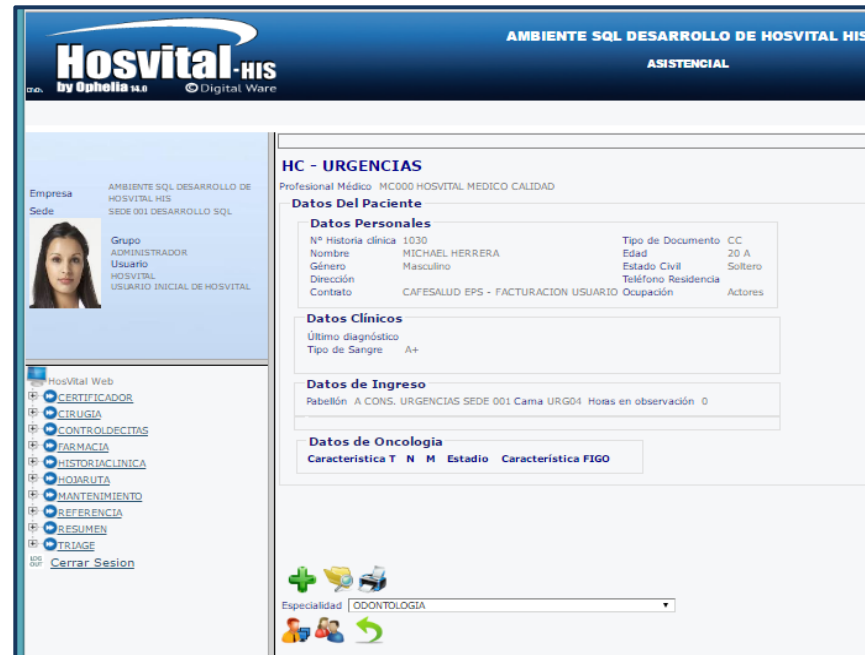 AMBIENTE SQL DESARROLLO DE HOSVITAL HIS
ASISTENCIAL
Hosvital-HIS
by Ophelia 14.0 © Digital Ware
Empresa AMBIENTE SQL DESARROLLO DE HOSVITAL HIS
Sede SEDE 001 DESARROLLO SQL
Grupo
ADMINISTRADOR
Usuario
HOSVITAL
USUARIO INICIAL DE HOSVITAL
HosVital Web
CERTIFICADOR
CIRUGIA
CONTROLDECITAS
FARMACIA
HISTORIACLINICA
HOJARUTA
MANTENIMIENTO
REFERENCIA
RESUMEN
TRIAGE
LOG OUT Cerrar Sesion
HC - URGENCIAS
Profesional Médico MC000 HOSVITAL MEDICO CALIDAD
Datos Del Paciente
Datos Personales
Nº Historia clínica 1030 Tipo de Documento CC
Nombre MICHAEL HERRERA Edad 20 A
Género Masculino Estado Civil Soltero
Dirección Teléfono Residencia
Contrato CAFESALUD EPS - FACTURACION USUARIO Ocupación Actores
Datos Clínicos
Último diagnóstico
Tipo de Sangre A+
Datos de Ingreso
Pabellón A CONS. URGENCIAS SEDE 001 Cama URG04 Horas en observación 0
Datos de Oncologia
Caracteristica T N M Estadio Característica FIGO
Especialidad ODONTOLOGIA